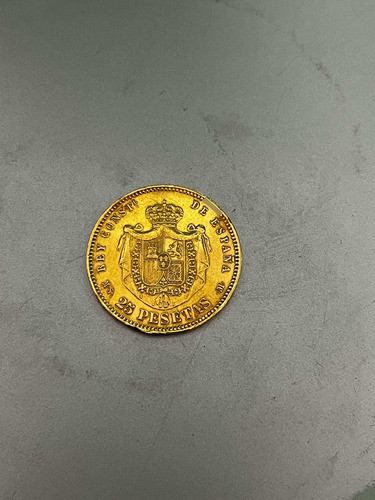 REY CONST. DE ESPAÑA
25 PESETAS